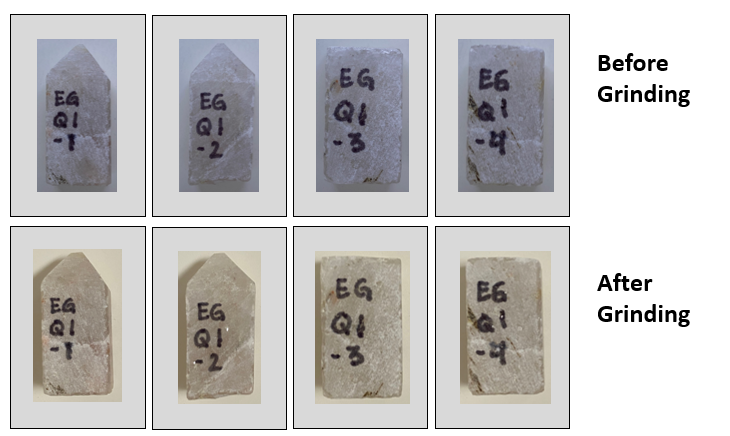 EG
Q1
-1
EG
Q1
-2
EG
Q1
-3
EG
Q1
-4
Before
Grinding
EG
Q1
-1
EG
Q1
-2
EG
Q1
-3
EG
Q1
-4
After
Grinding